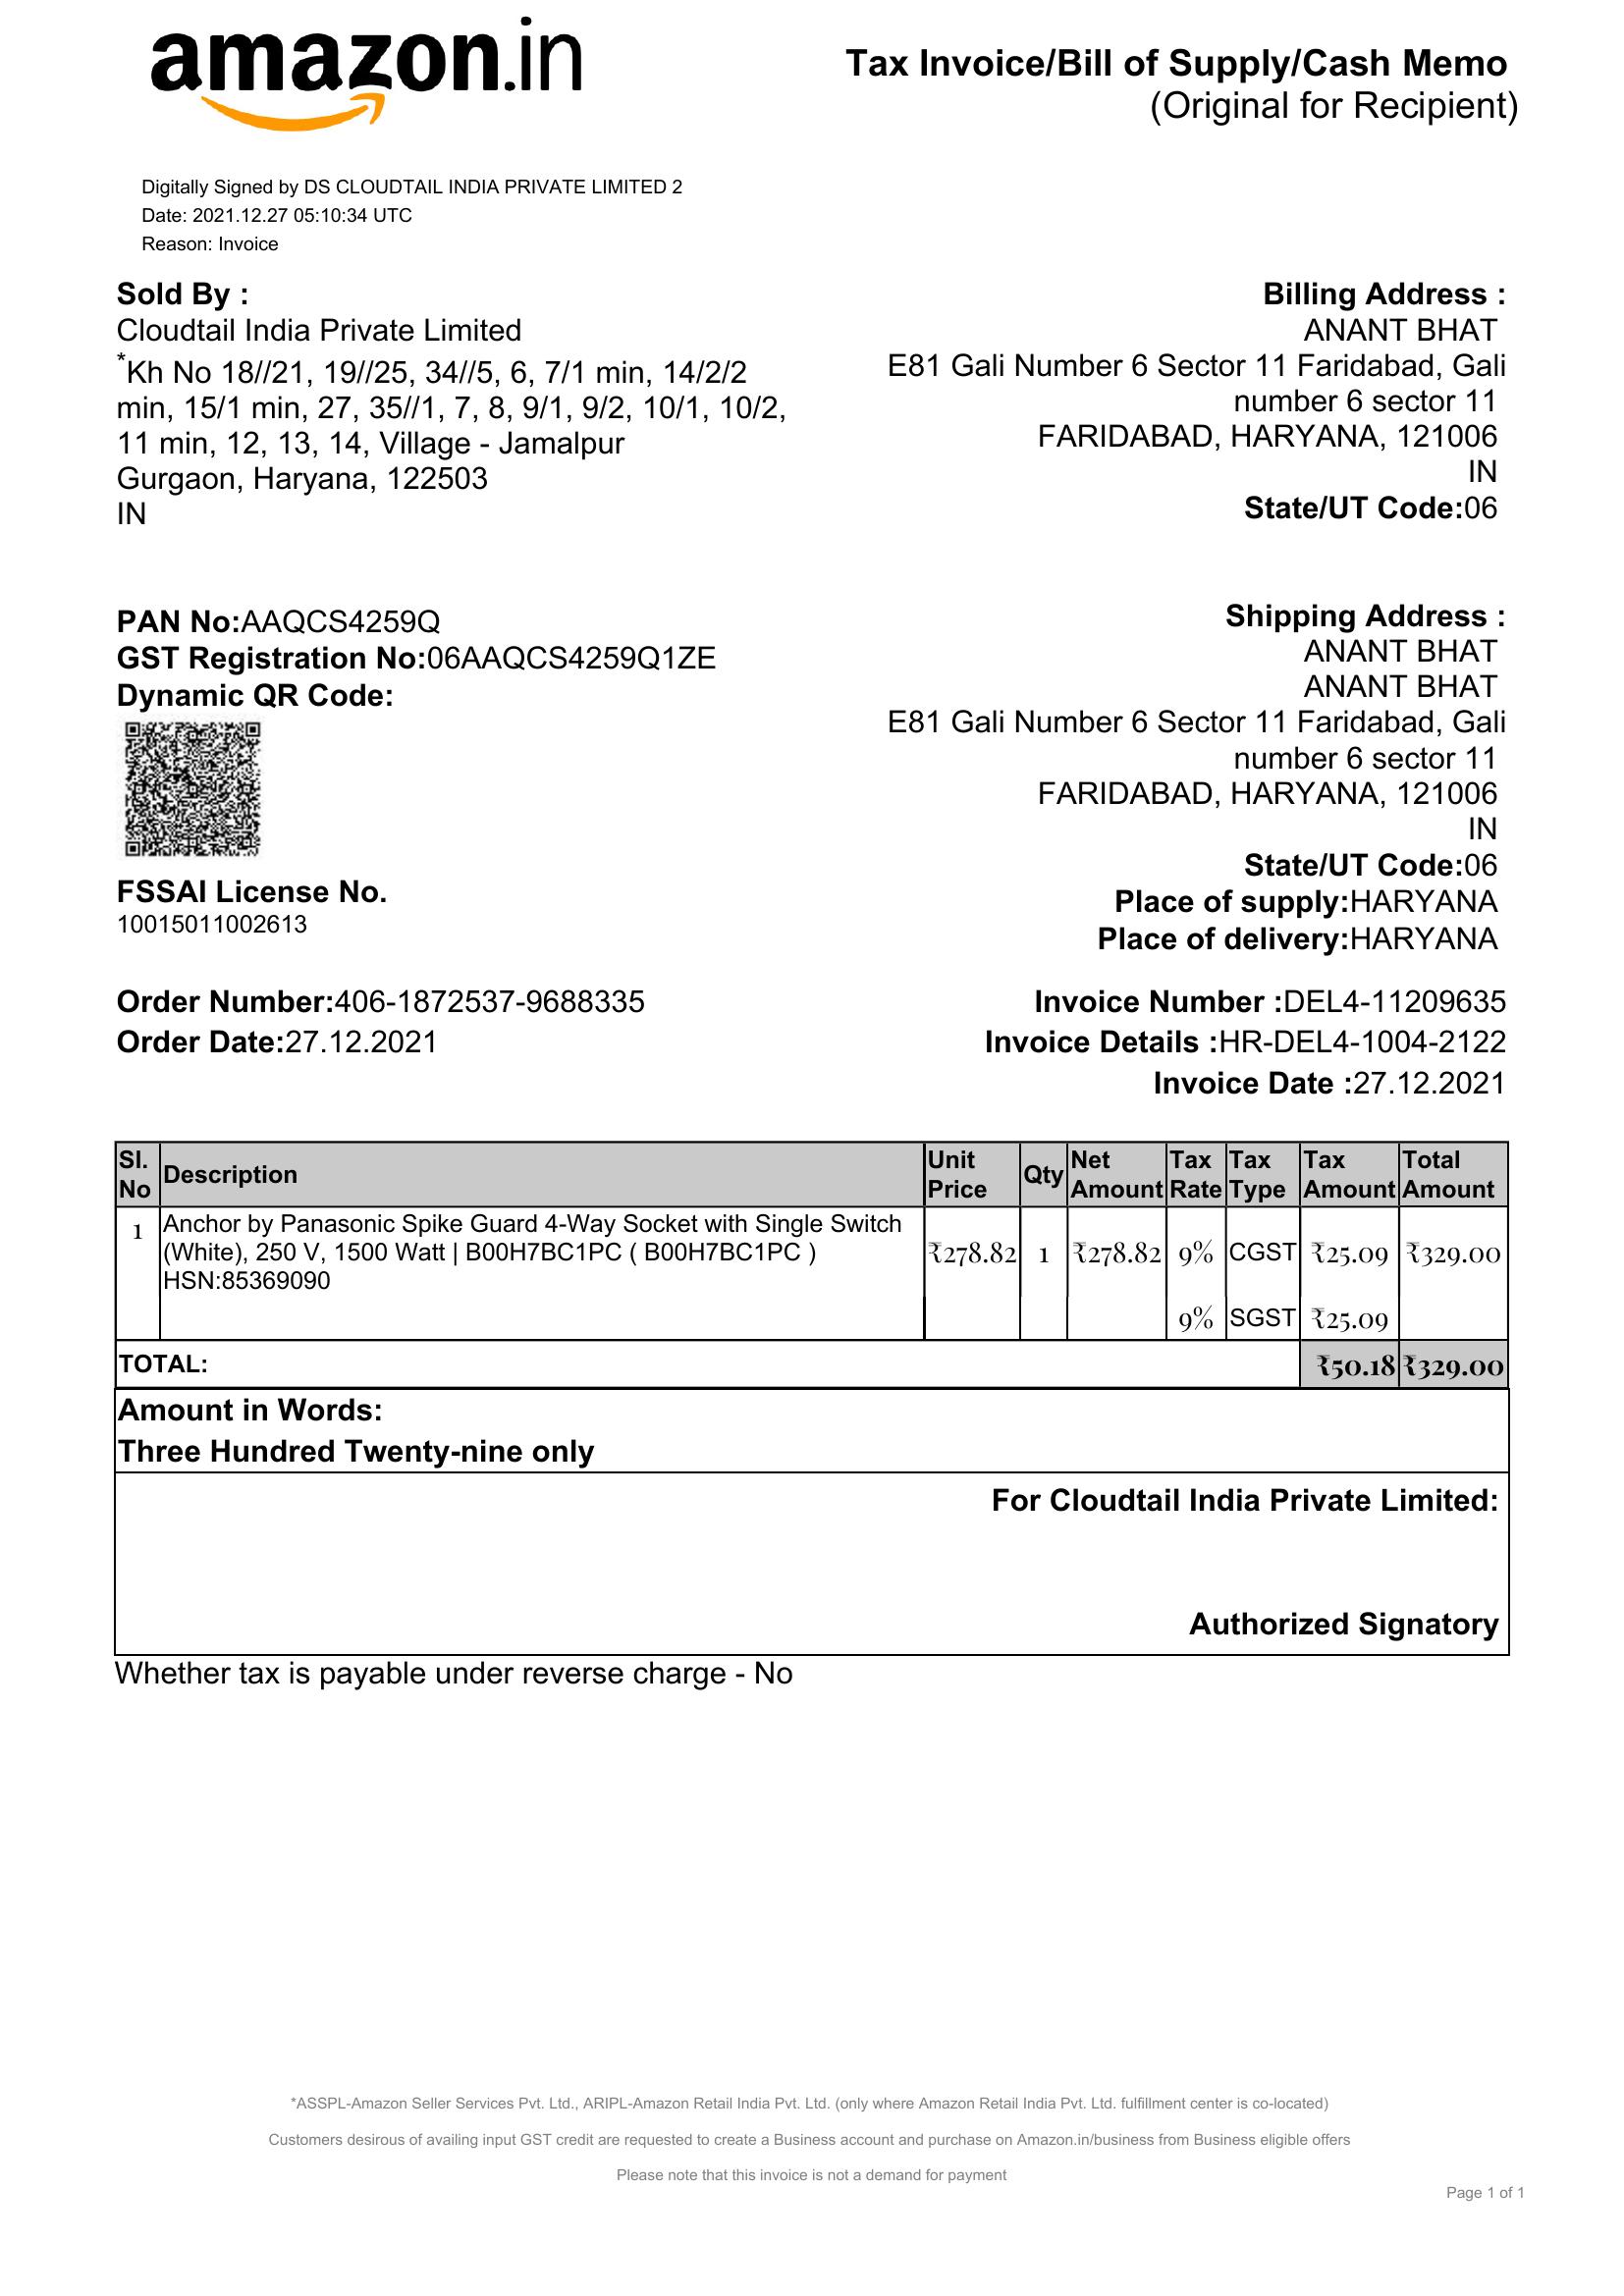 amazon.in
Tax Invoice/Bill of Supply/Cash Memo
(Original for Recipient)
Digitally Signed by DS CLOUDTAIL INDIA PRIVATE LIMITED 2
Date: 2021.12.27 05:10:34 UTC
Reason: Invoice
Sold By :
Cloudtail India Private Limited
*Kh No 18//21, 19//25, 34//5, 6, 7/1 min, 14/2/2
min, 15/1 min, 27, 35//1, 7, 8, 9/1, 9/2, 10/1, 10/2,
11 min, 12, 13, 14, Village - Jamalpur
Gurgaon, Haryana, 122503
IN
Billing Address :
ANANT BHAT
E81 Gali Number 6 Sector 11 Faridabad, Gali
number 6 sector 11
FARIDABAD, HARYANA, 121006
IN
State/UT Code:06
PAN No:AAQCS4259Q
GST Registration No:06AAQCS4259Q1ZE
Dynamic QR Code:
FSSAI License No.
10015011002613
Shipping Address :
ANANT BHAT
ANANT BHAT
E81 Gali Number 6 Sector 11 Faridabad, Gali
number 6 sector 11
FARIDABAD, HARYANA, 121006
IN
State/UT Code:06
Place of supply:HARYANA
Place of delivery:HARYANA
Order Number:406-1872537-9688335
Order Date:27.12.2021
Invoice Number :DEL4-11209635
Invoice Details :HR-DEL4-1004-2122
Invoice Date :27.12.2021
Sl. No Description Unit Price Qty Net Amount Tax Rate Tax Type Tax Amount Total Amount
1 Anchor by Panasonic Spike Guard 4-Way Socket with Single Switch
(White), 250 V, 1500 Watt | B00H7BC1PC ( B00H7BC1PC ) ₹278.82 1 ₹278.82 9% CGST ₹25.09 ₹329.00
HSN:85369090
9% SGST ₹25.09
TOTAL: ₹50.18 ₹329.00
Amount in Words:
Three Hundred Twenty-nine only
For Cloudtail India Private Limited:
Authorized Signatory
Whether tax is payable under reverse charge - No
*ASSPL-Amazon Seller Services Pvt. Ltd., ARIPL-Amazon Retail India Pvt. Ltd. (only where Amazon Retail India Pvt. Ltd. fulfillment center is co-located)
Customers desirous of availing input GST credit are requested to create a Business account and purchase on Amazon.in/business from Business eligible offers
Please note that this invoice is not a demand for payment
Page 1 of 1